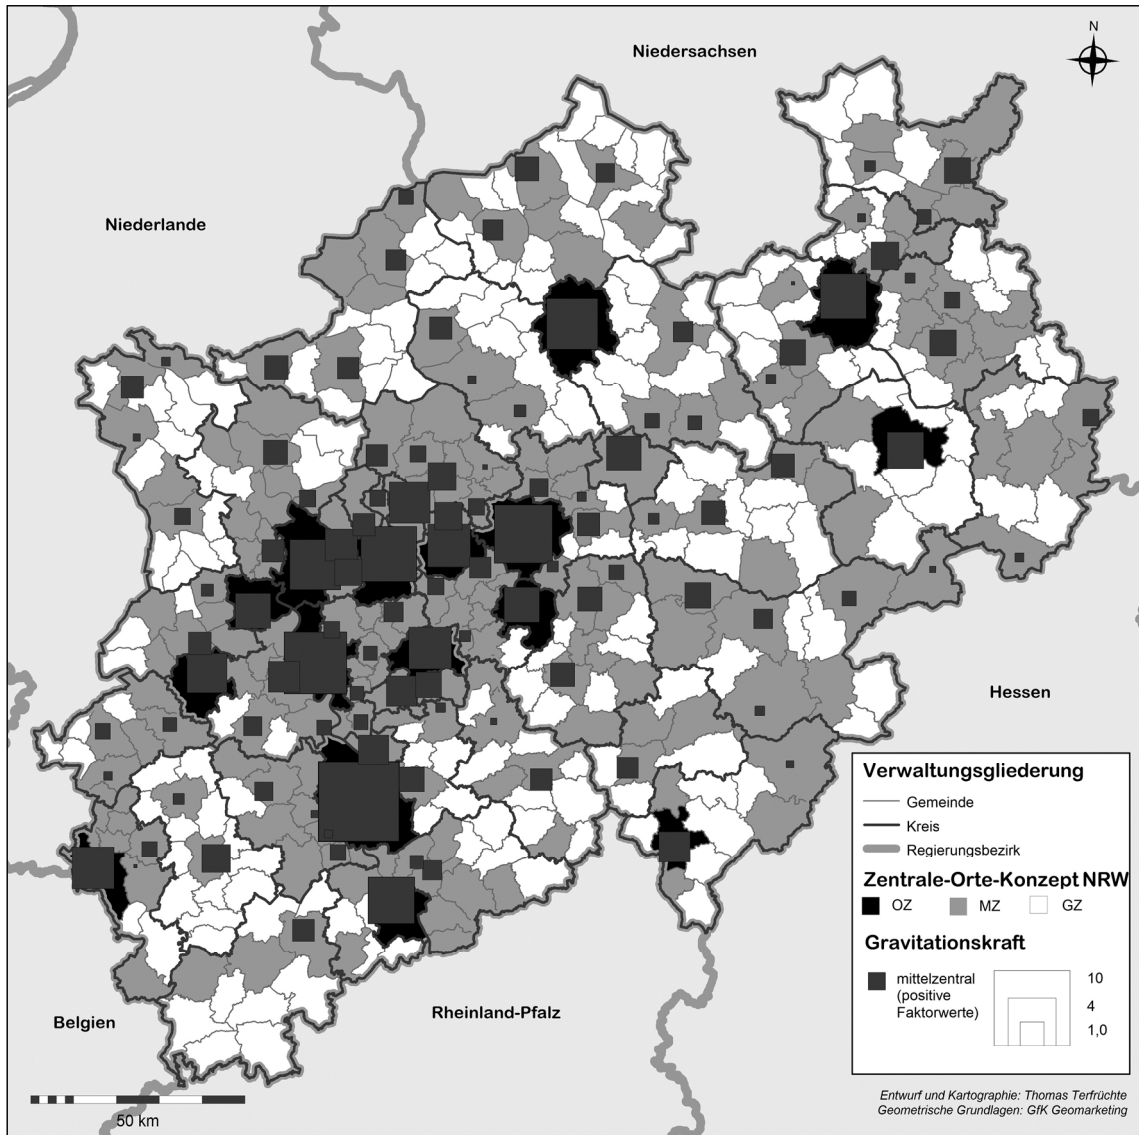 N
Niedersachsen
Niederlande
Hessen
Belgien
Rheinland-Pfalz
Verwaltungsgliederung
Gemeinde
Kreis
Regierungsbezirk
Zentrale-Orte-Konzept NRW
OZ MZ GZ
Gravitationskraft
mittelzentral
(positive
Faktorwerte)
10
4
1,0
50 km
Entwurf und Kartographie: Thomas Terfrüchte
Geometrische Grundlagen: GfK Geomarketing